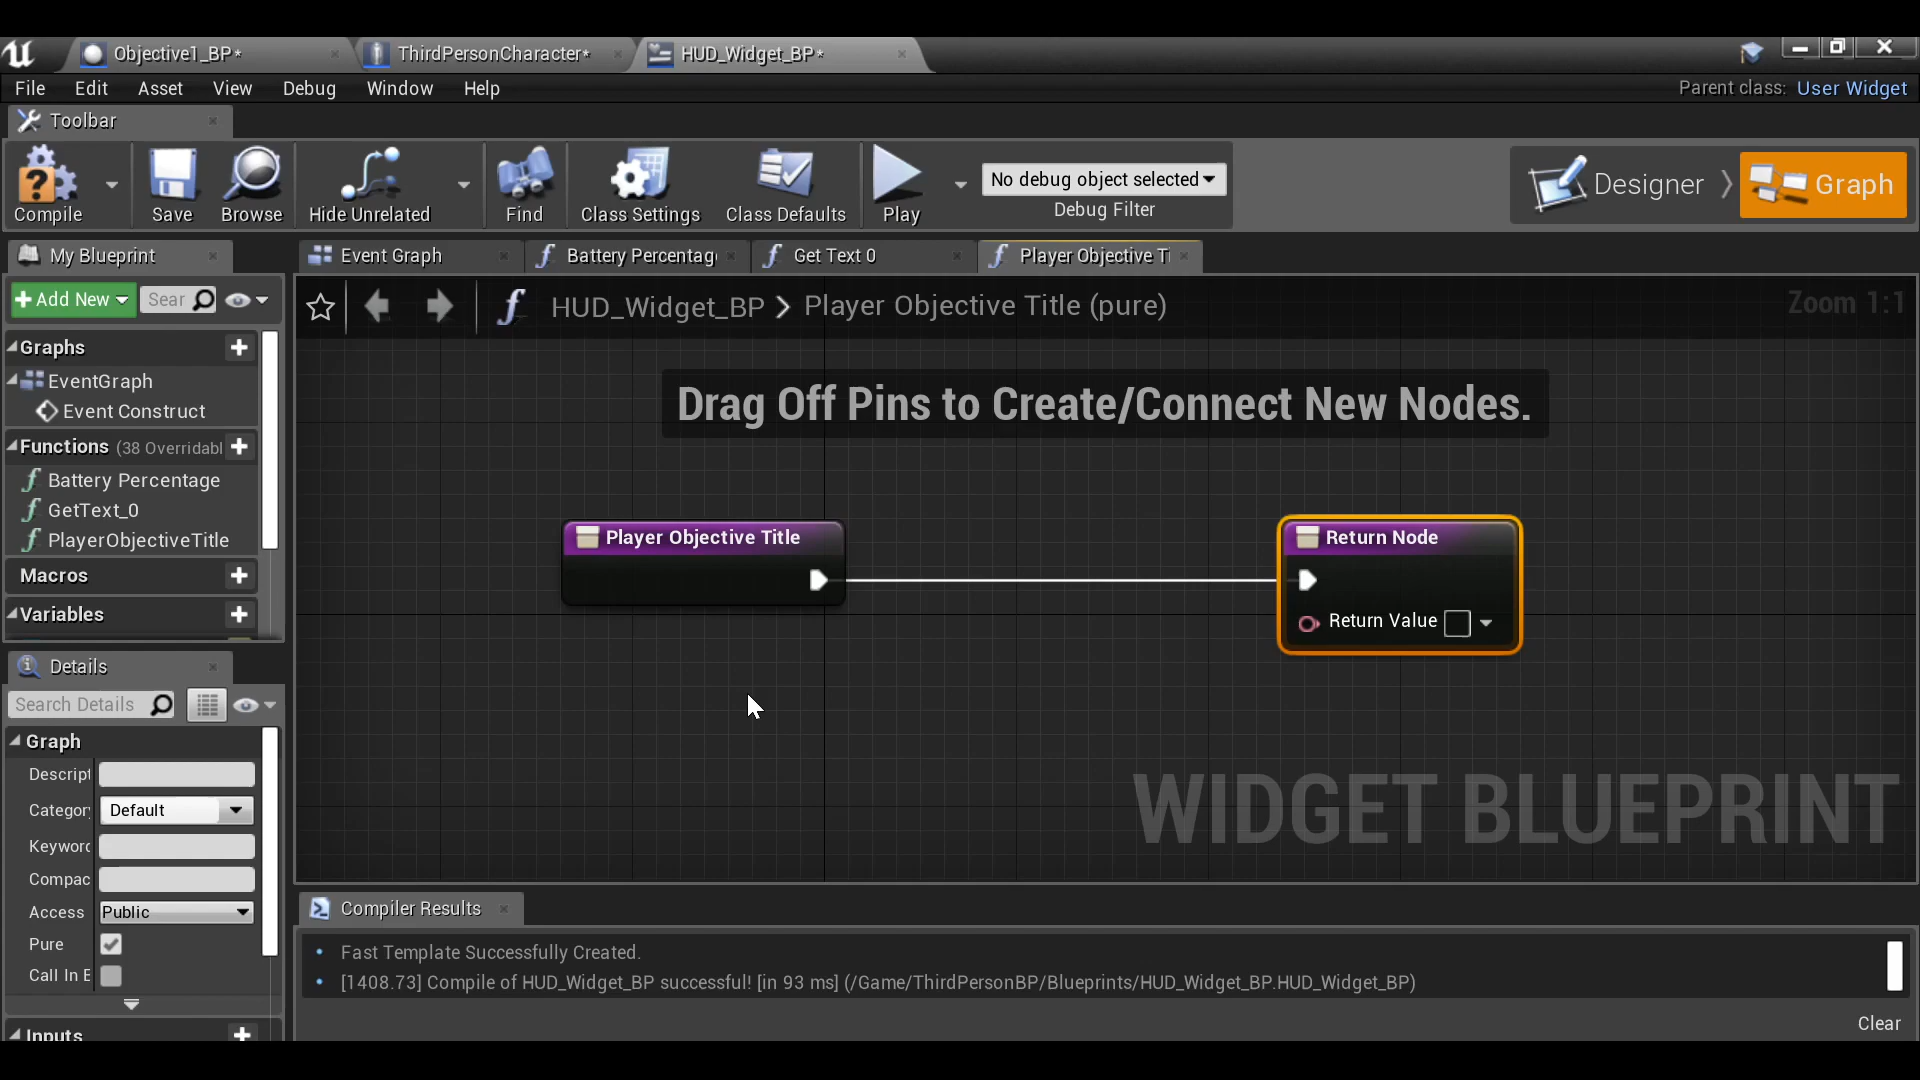 Objective1_BP*
ThirdPersonCharacter*
HUD_Widget_BP*
File Edit Asset View Debug Window Help
Parent class: User Widget
Toolbar
Compile
Save
Browse
Hide Unrelated
Find
Class Settings
Class Defaults
Play
No debug object selected
Debug Filter
Designer
Graph
My Blueprint
Event Graph
Battery Percentag
Get Text 0
Player Objective T
Add New
Sear
HUD_Widget_BP > Player Objective Title (pure)
Zoom 1:1
Graphs
EventGraph
Event Construct
Functions (38 Overridabl
Battery Percentage
GetText_0
PlayerObjectiveTitle
Macros
Variables
Drag Off Pins to Create/Connect New Nodes.
Player Objective Title
Return Node
Return Value
WIDGET BLUEPRINT
Details
Search Details
Graph
Descript
Category Default
Keyword
Compac
Access Public
Pure
Call In E
Inputs
Compiler Results
Fast Template Successfully Created.
[1408.73] Compile of HUD_Widget_BP successful! [in 93 ms] (/Game/ThirdPersonBP/Blueprints/HUD_Widget_BP.HUD_Widget_BP)
Clear